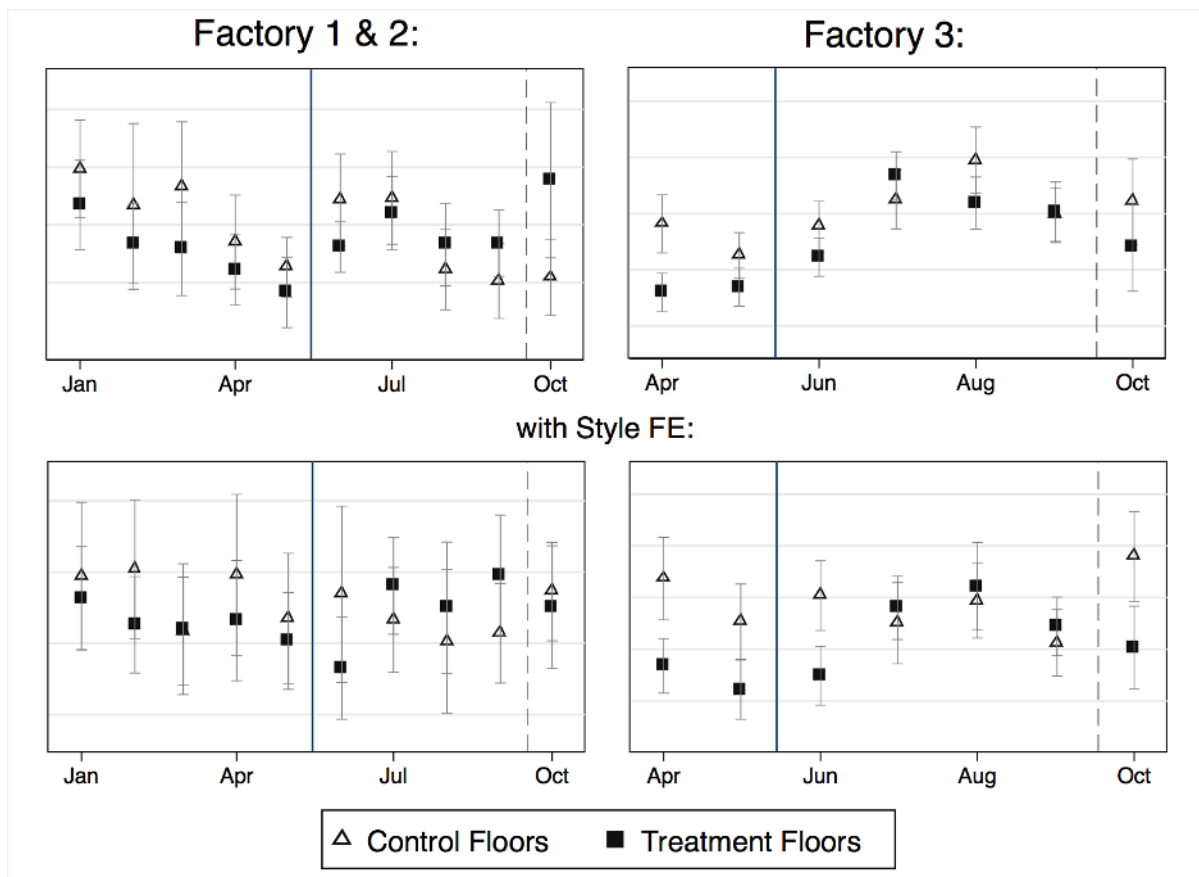 Factory 1 & 2:
Factory 3:
Jan Apr Jul Oct
Apr Jun Aug Oct
with Style FE:
Jan Apr Jul Oct
Apr Jun Aug Oct
Control Floors Treatment Floors